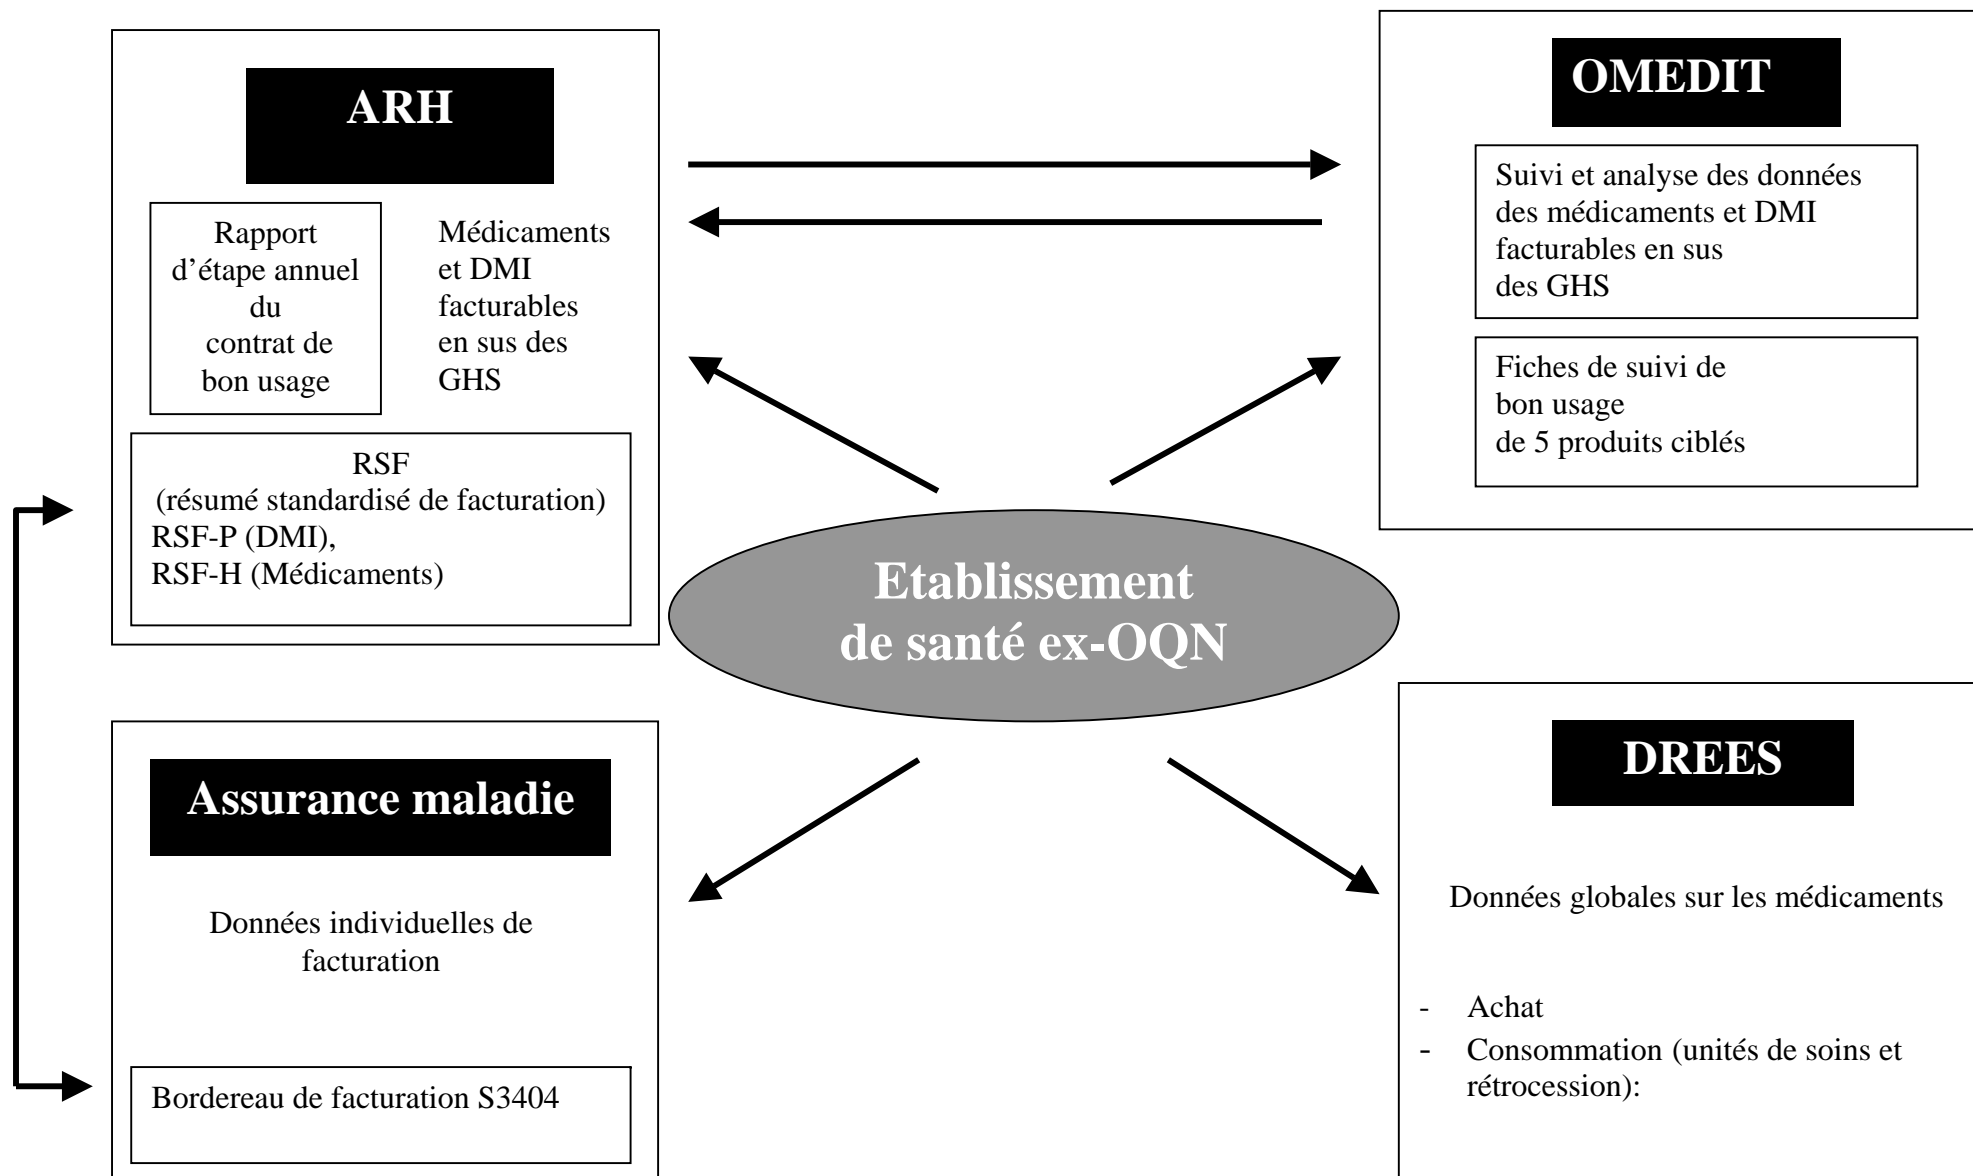 ARH
Rapport
d’étape annuel
du
contrat de
bon usage
Médicaments
et DMI
facturables
en sus des
GHS
RSF
(résumé standardisé de facturation)
RSF-P (DMI),
RSF-H (Médicaments)
OMEDIT
Suivi et analyse des données
des médicaments et DMI
facturables en sus
des GHS
Fiches de suivi de
bon usage
de 5 produits ciblés
Etablissement
de santé ex-OQN
Assurance maladie
Données individuelles de
facturation
Bordereau de facturation S3404
DREES
Données globales sur les médicaments
- Achat
- Consommation (unités de soins et
rétrocession):